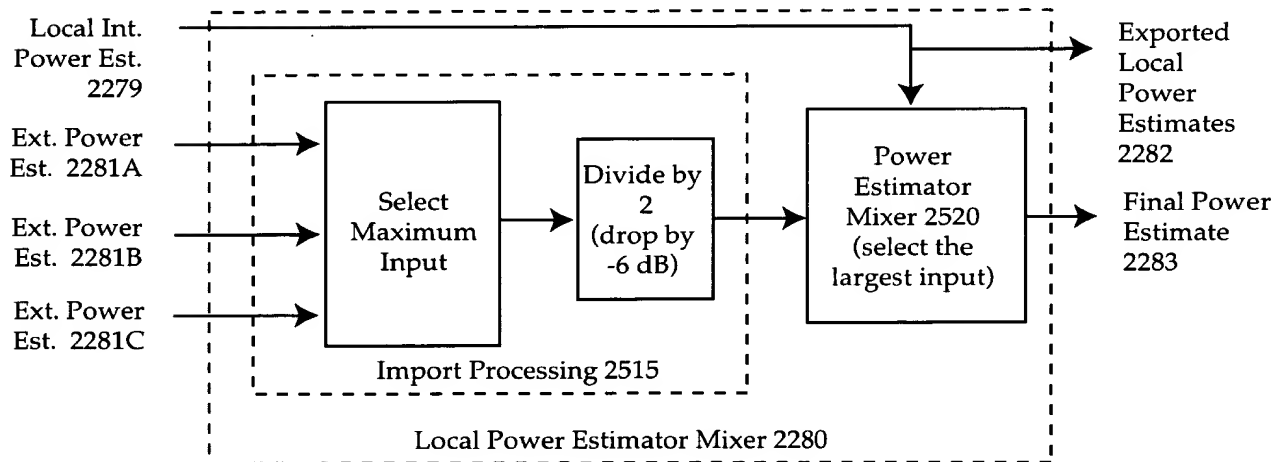 Local Int.
Power Est.
2279
Ext. Power
Est. 2281A
Ext. Power
Est. 2281B
Ext. Power
Est. 2281C
Select
Maximum
Input
Divide by
2
(drop by
-6 dB)
Import Processing 2515
Power
Estimator
Mixer 2520
(select the
largest input)
Local Power Estimator Mixer 2280
Exported
Local
Power
Estimates
2282
Final Power
Estimate
2283